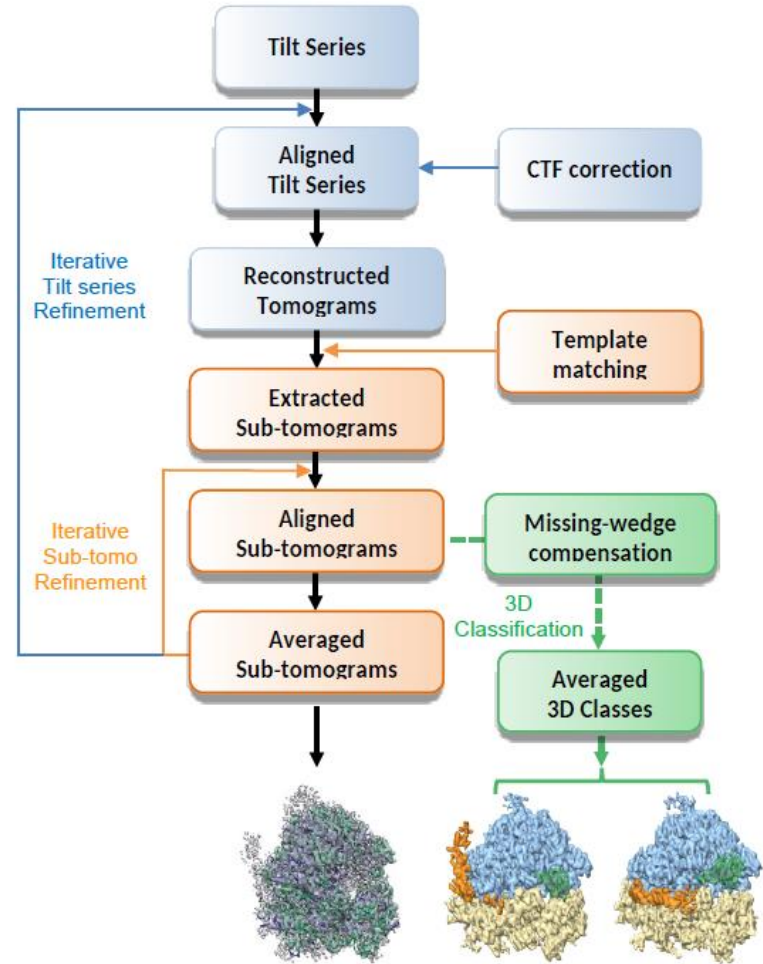 Tilt Series
Aligned
Tilt Series
CTF correction
Iterative
Tilt series
Refinement
Reconstructed
Tomograms
Template
matching
Extracted
Sub-tomograms
Iterative
Sub-tomo
Refinement
Aligned
Sub-tomograms
Missing-wedge
compensation
3D
Classification
Averaged
Sub-tomograms
Averaged
3D Classes